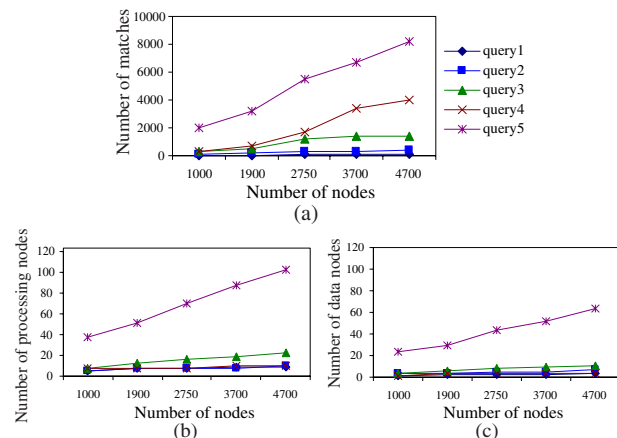 Number of matches
10000
8000
6000
4000
2000
0
1000 1900 2750 3700 4700
Number of nodes
query1
query2
query3
query4
query5
(a)
Number of processing nodes
120
100
80
60
40
20
0
1000 1900 2750 3700 4700
Number of nodes
(b)
Number of data nodes
120
100
80
60
40
20
0
1000 1900 2750 3700 4700
Number of nodes
(c)